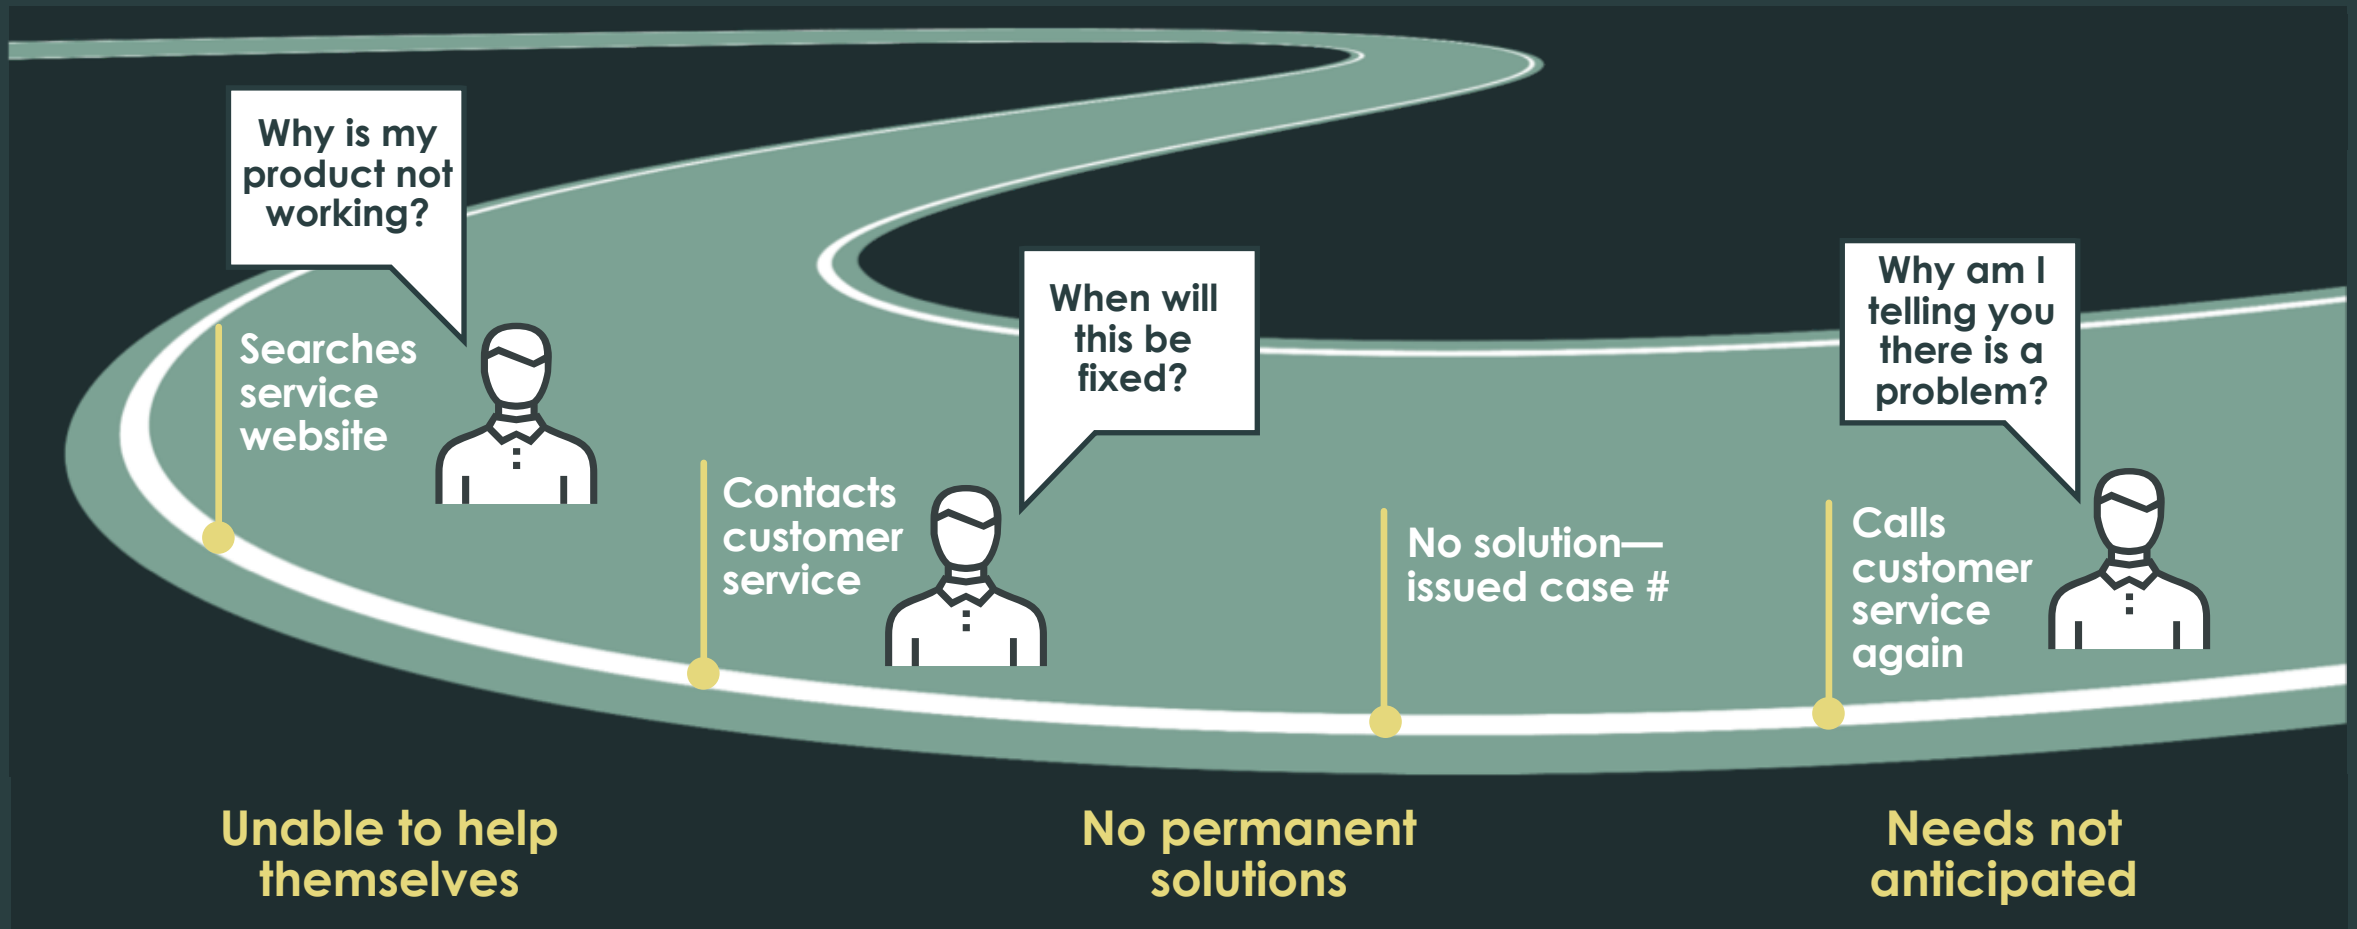 Why is my
product not
working?
Searches
service
website
When will
this be
fixed?
Contacts
customer
service
No solution—
issued case #
Why am I
telling you
there is a
problem?
Calls
customer
service
again
Unable to help
themselves
No permanent
solutions
Needs not
anticipated